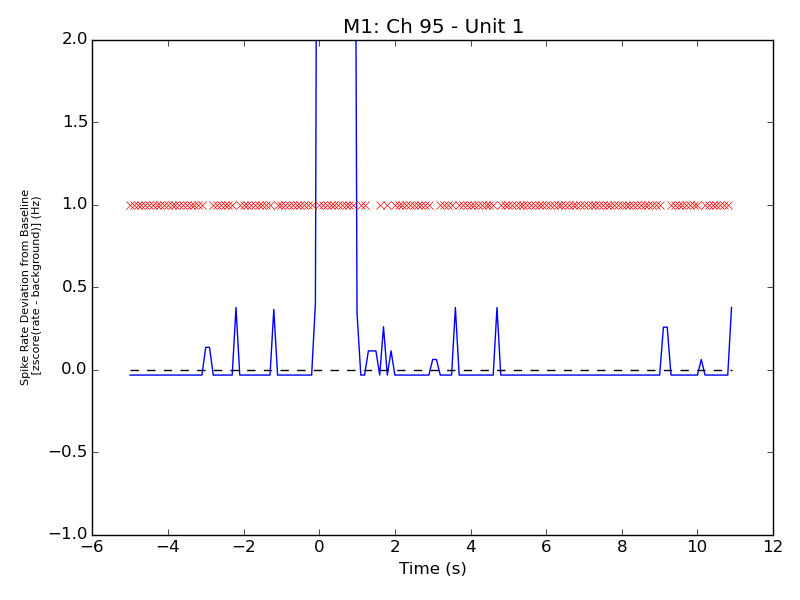 M1: Ch 95 - Unit 1
2.0
1.5
1.0
0.5
0.0
−0.5
−1.0
Spike Rate Deviation from Baseline
[zscore(rate - background)] (Hz)
−6 −4 −2 0 2 4 6 8 10 12
Time (s)